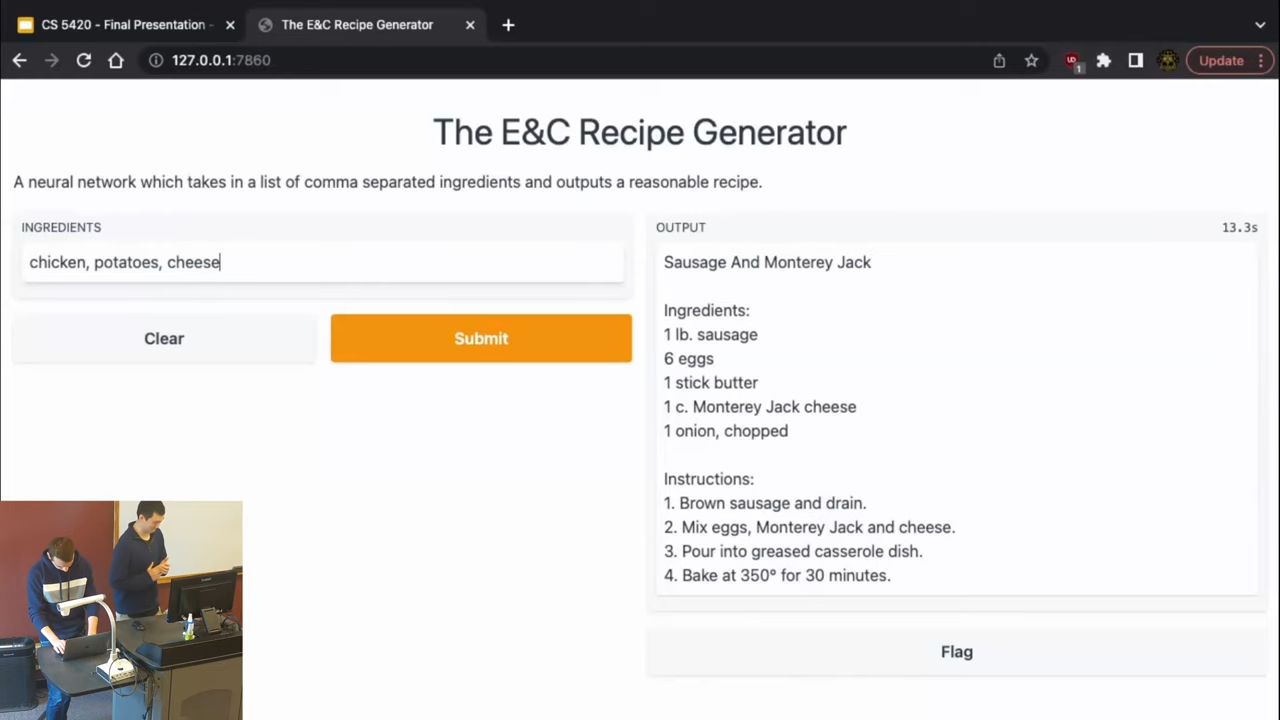 CS 5420 - Final Presentation -
The E&C Recipe Generator
127.0.0.1:7860
UD
1
Update
The E&C Recipe Generator
A neural network which takes in a list of comma separated ingredients and outputs a reasonable recipe.
INGREDIENTS
chicken, potatoes, cheese
Clear
Submit
OUTPUT
13.3s
Sausage And Monterey Jack
Ingredients:
1 lb. sausage
6 eggs
1 stick butter
1 c. Monterey Jack cheese
1 onion, chopped
Instructions:
1. Brown sausage and drain.
2. Mix eggs, Monterey Jack and cheese.
3. Pour into greased casserole dish.
4. Bake at 350º for 30 minutes.
Flag